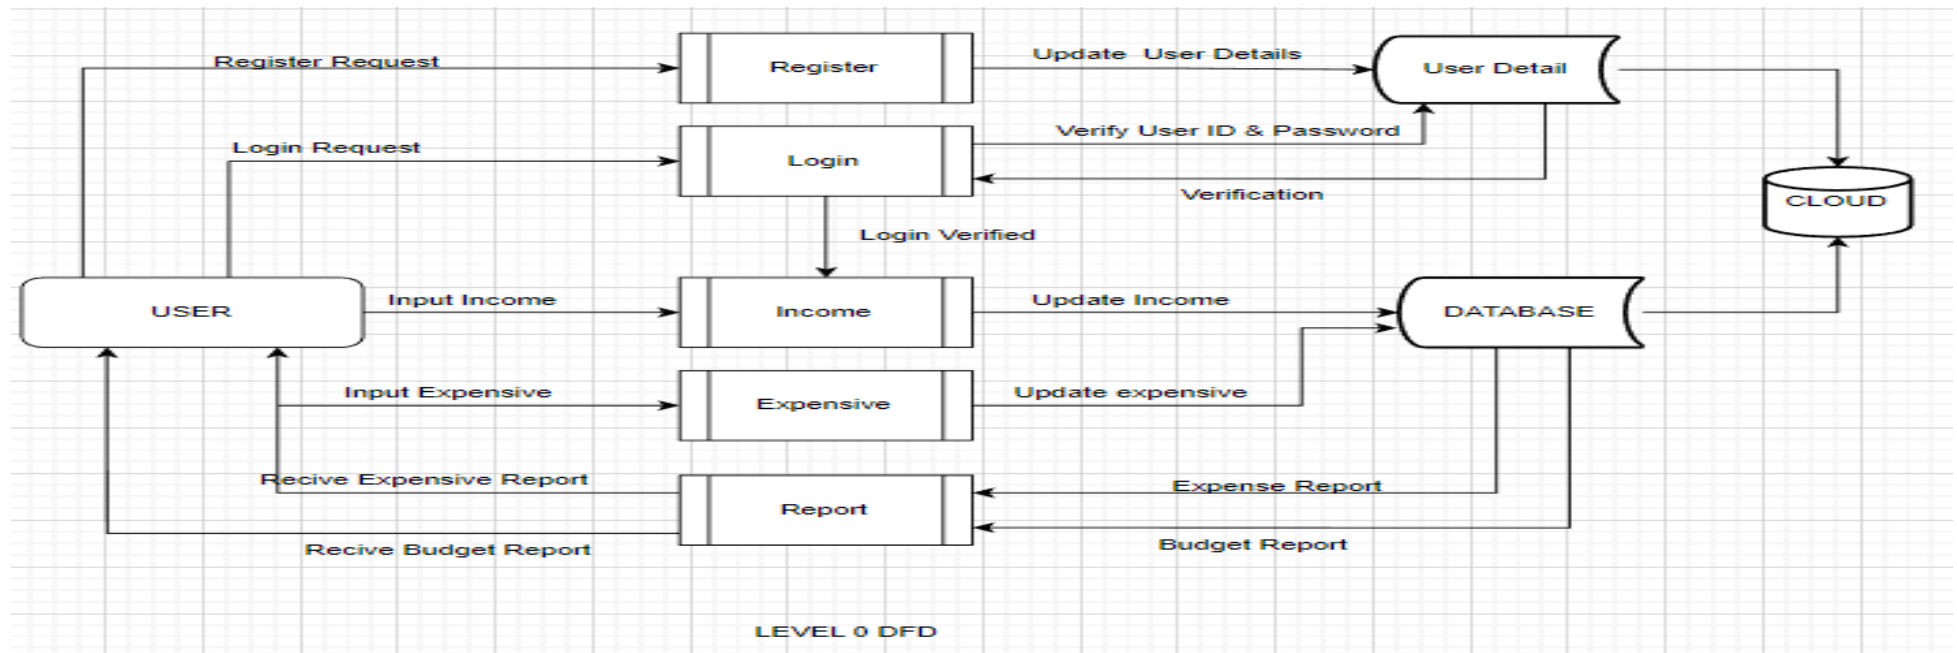 Register Request
Register
Update User Details
User Detail
Login Request
Login
Verify User ID & Password
Verification
CLOUD
Login Verified
USER
Input Income
Income
Update Income
DATABASE
Input Expensive
Expensive
Update expensive
Recive Expensive Report
Report
Expense Report
Recive Budget Report
Budget Report
LEVEL 0 DFD